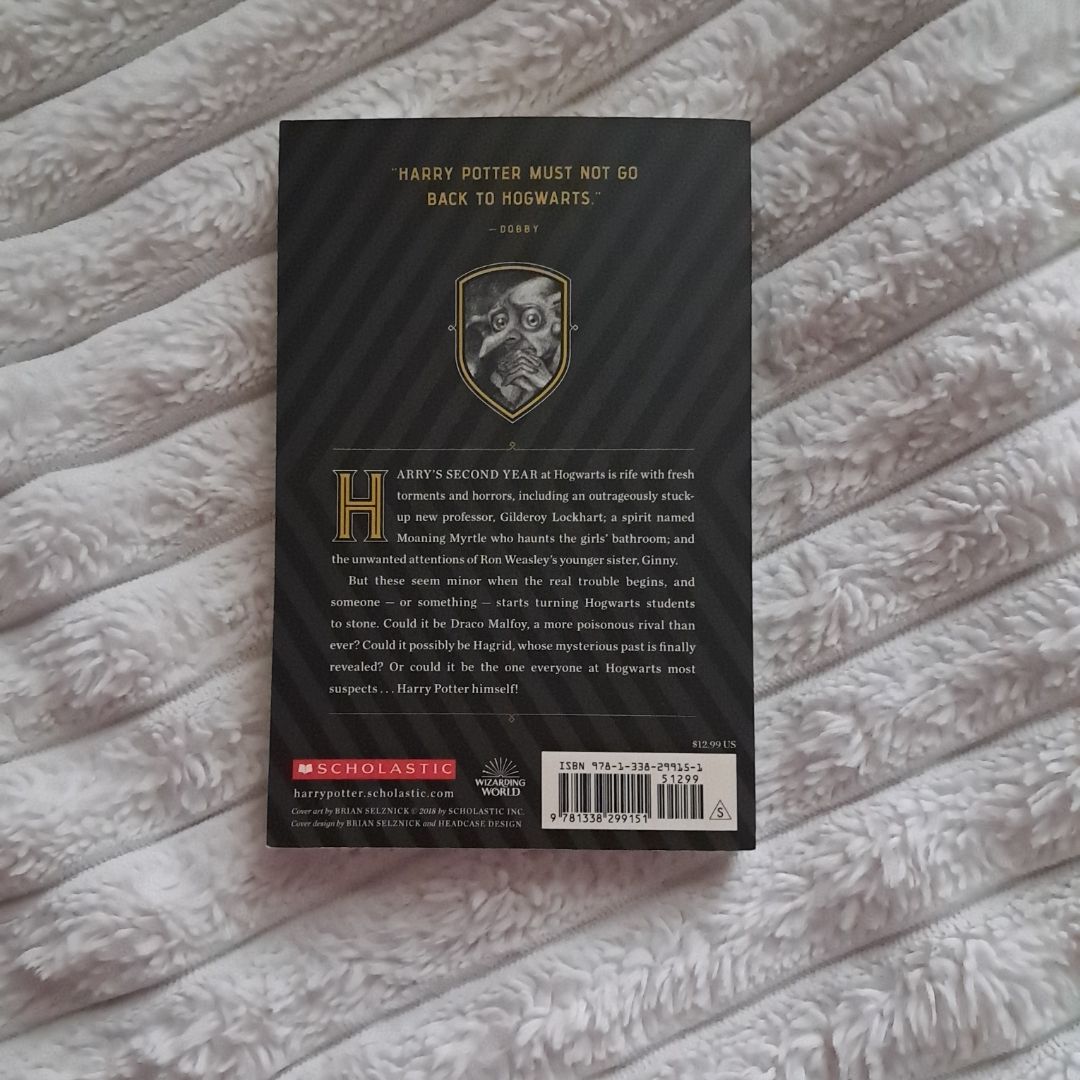 "HARRY POTTER MUST NOT GO
BACK TO HOGWARTS."
—DOBBY
HARRY'S SECOND YEAR at Hogwarts is rife with fresh
torments and horrors, including an outrageously stuck-
up new professor, Gilderoy Lockhart; a spirit named
Moaning Myrtle who haunts the girls' bathroom; and
the unwanted attentions of Ron Weasley's younger sister, Ginny.
But these seem minor when the real trouble begins, and
someone — or something — starts turning Hogwarts students
to stone. Could it be Draco Malfoy, a more poisonous rival than
ever? Could it possibly be Hagrid, whose mysterious past is finally
revealed? Or could it be the one everyone at Hogwarts most
suspects . . . Harry Potter himself!
$12.99 US
SCHOLASTIC
harrypotter.scholastic.com
WIZARDING
WORLD
Cover art by BRIAN SELZNICK © 2018 by SCHOLASTIC INC.
Cover design by BRIAN SELZNICK and HEADCASE DESIGN
ISBN 978-1-338-29915-1
51299
9 781338 299151
S